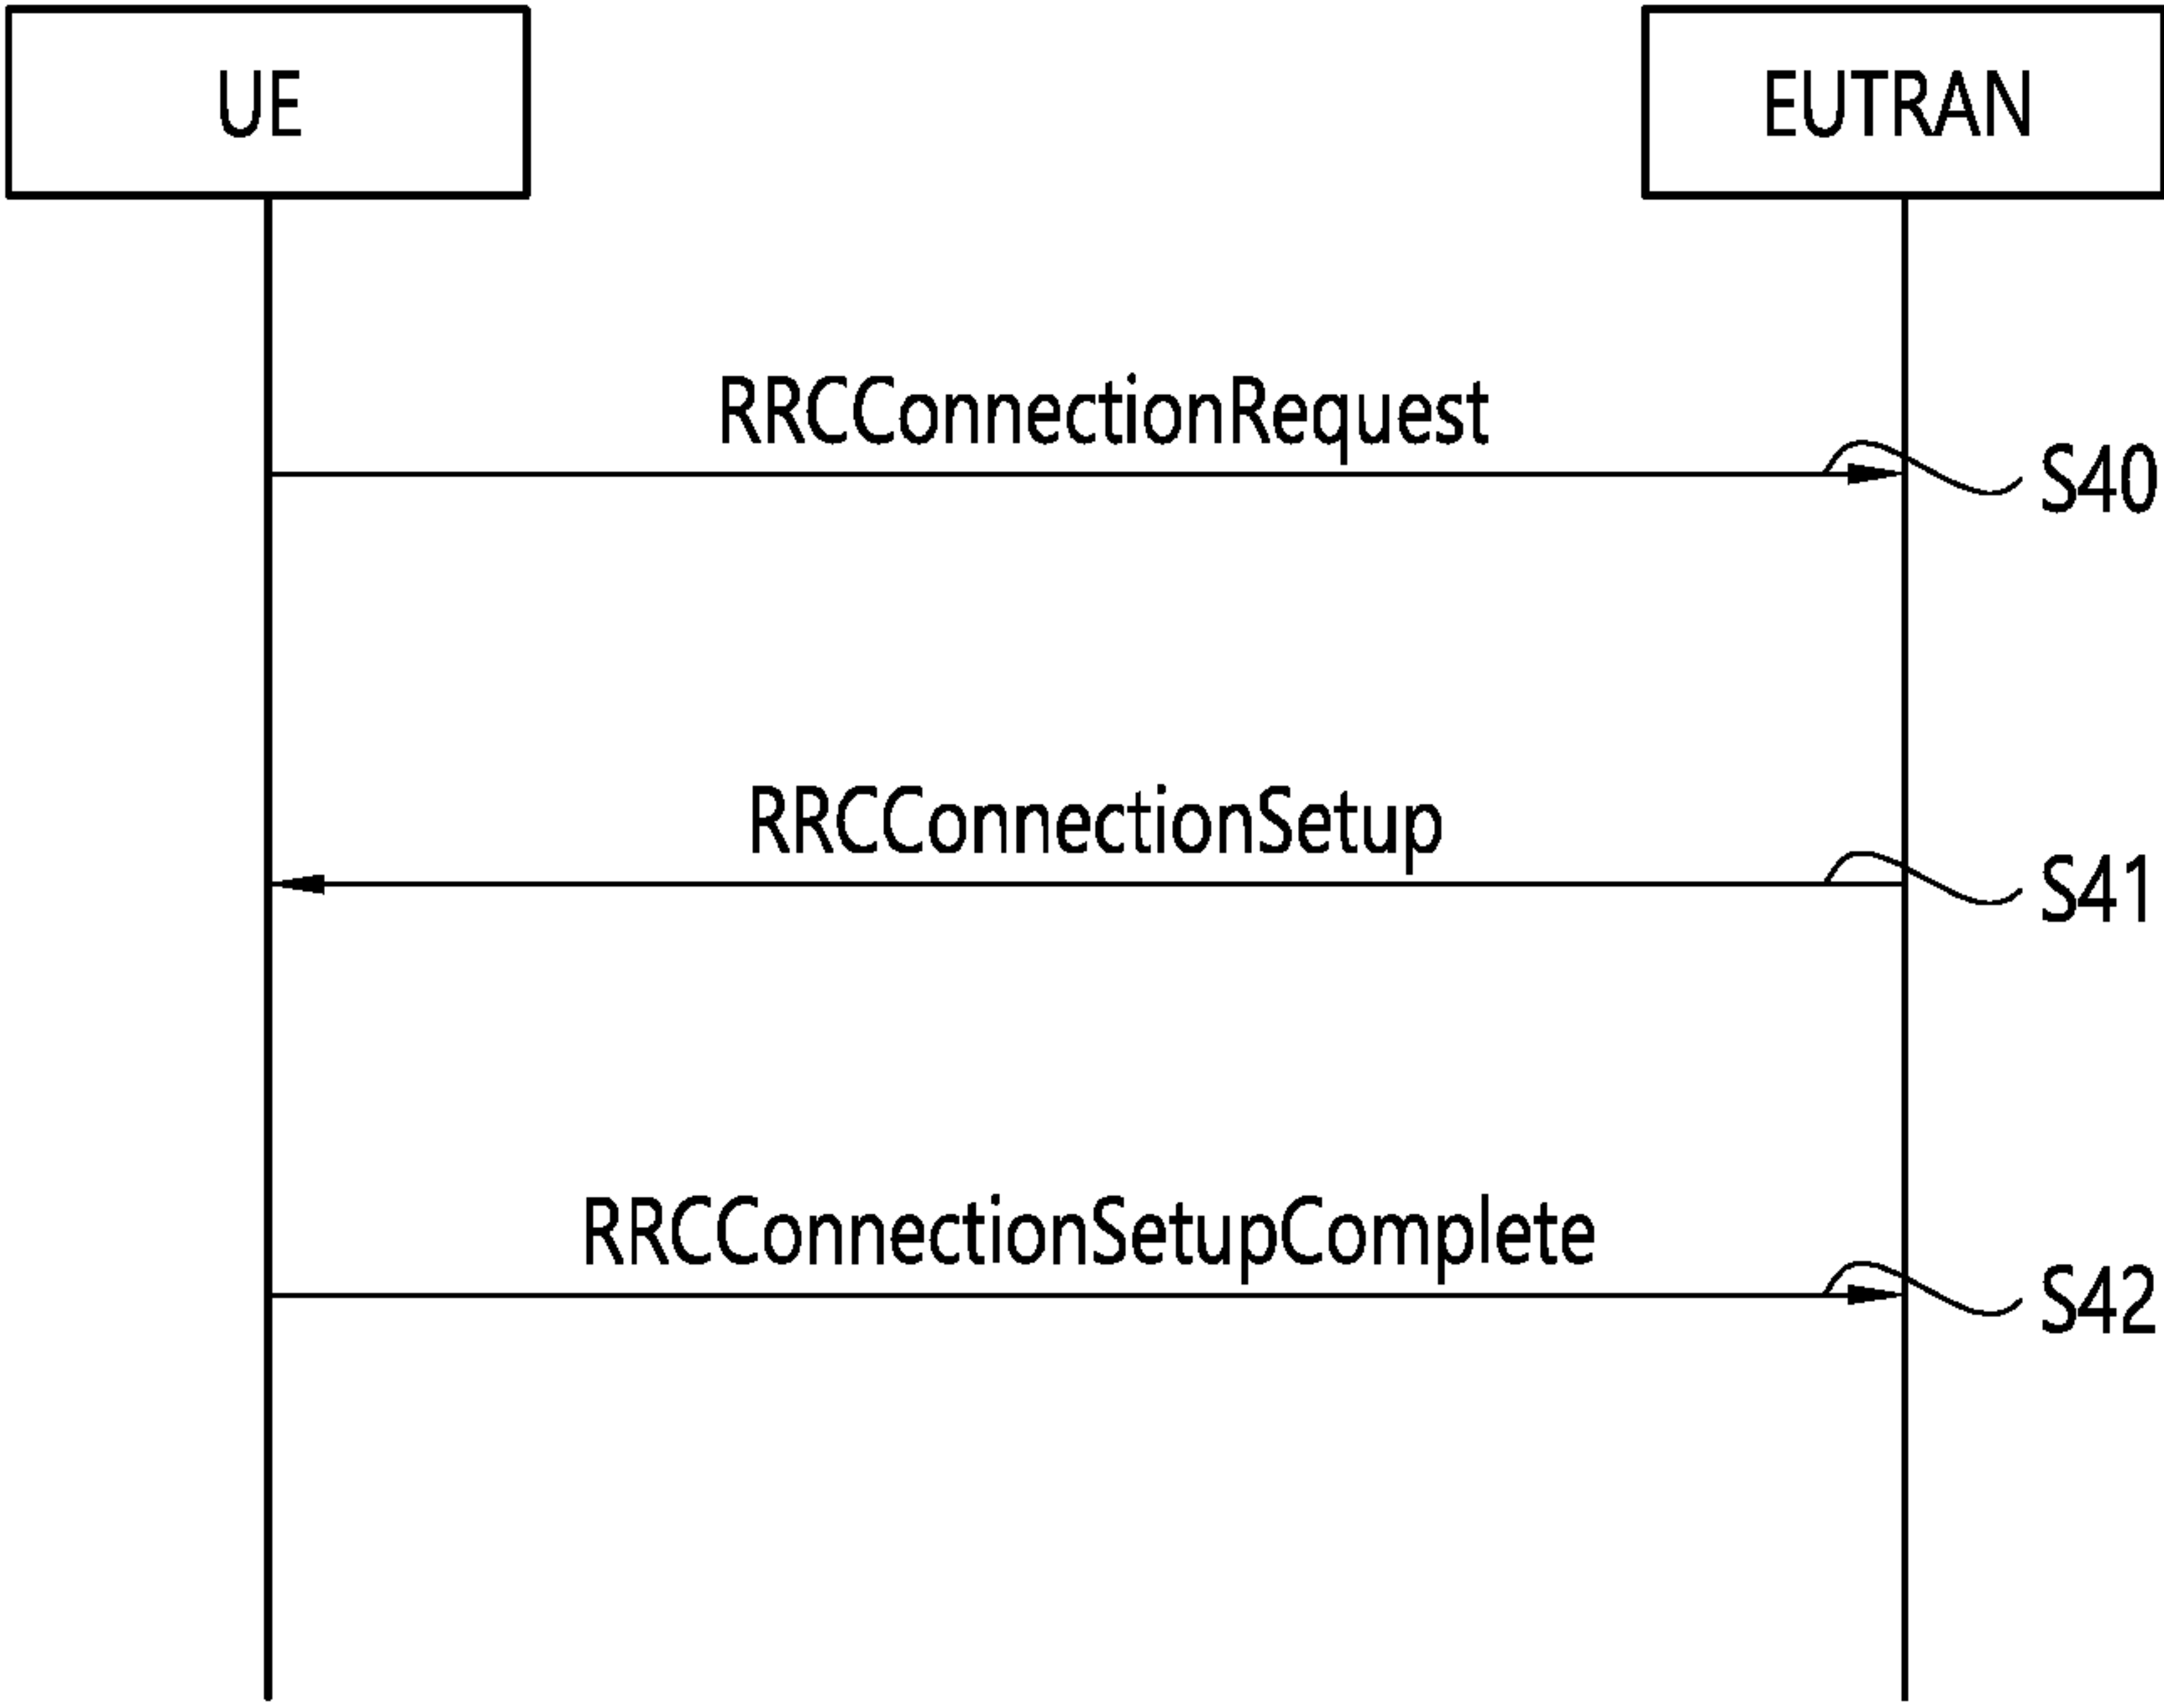 UE
EUTRAN
RRCConnectionRequest
S40
RRCConnectionSetup
S41
RRCConnectionSetupComplete
S42